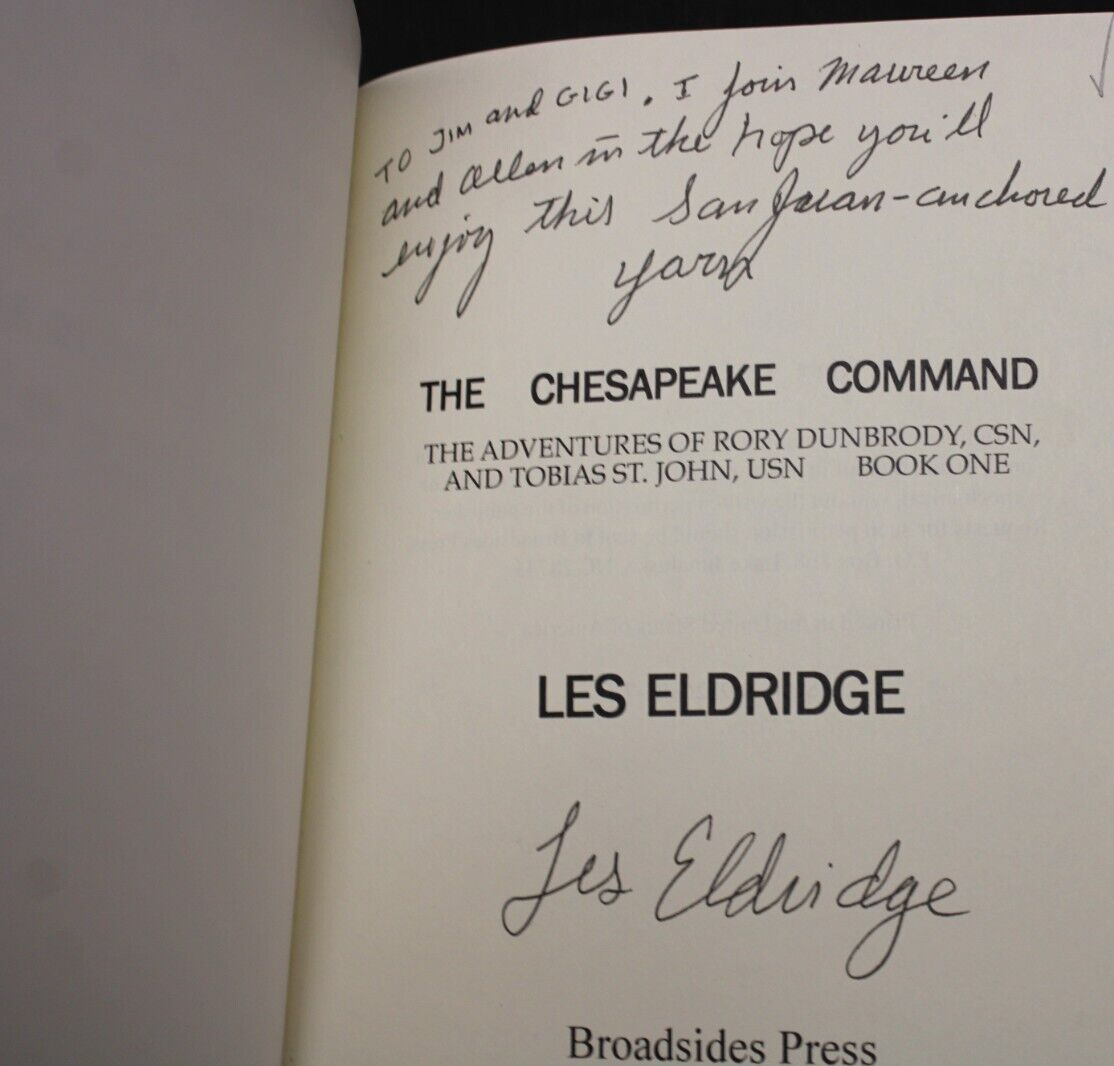 TO JIM and GIGI. I join Maureen
and Allen in the hope you'll
enjoy this San Juan-anchored
yarn
THE CHESAPEAKE COMMAND
THE ADVENTURES OF RORY DUNBRODY, CSN,
AND TOBIAS ST. JOHN, USN BOOK ONE
LES ELDRIDGE
Les Eldridge
Broadsides Press